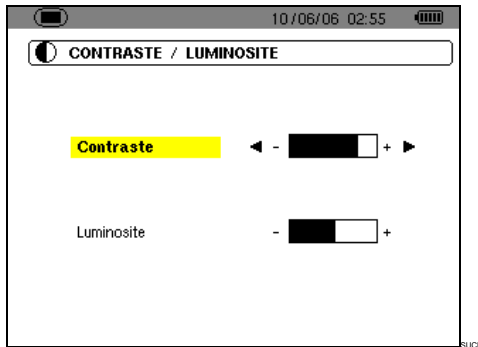 10/06/06 02:55
CONTRASTE / LUMINOSITE
Contraste - +
Luminosite - +